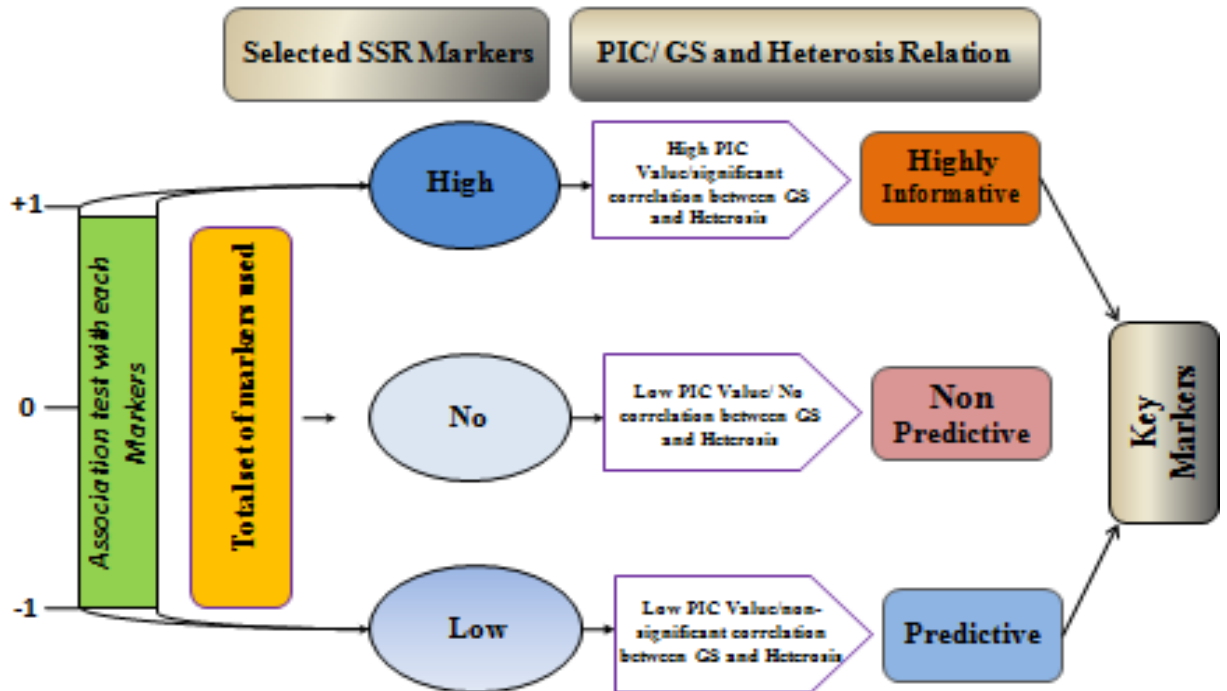 Selected SSR Markers
PIC/ GS and Heterosis Relation
+1
0
-1
Association test with each
Markers
Total set of markers used
High
High PIC
Value/significant
correlation between GS
and Heterosis
Highly
Informative
No
Low PIC Value/ No
correlation between GS
and Heterosis
Non
Predictive
Low
Low PIC Value/non-
significant correlation
between GS and Heterosis
Predictive
Key
Markers